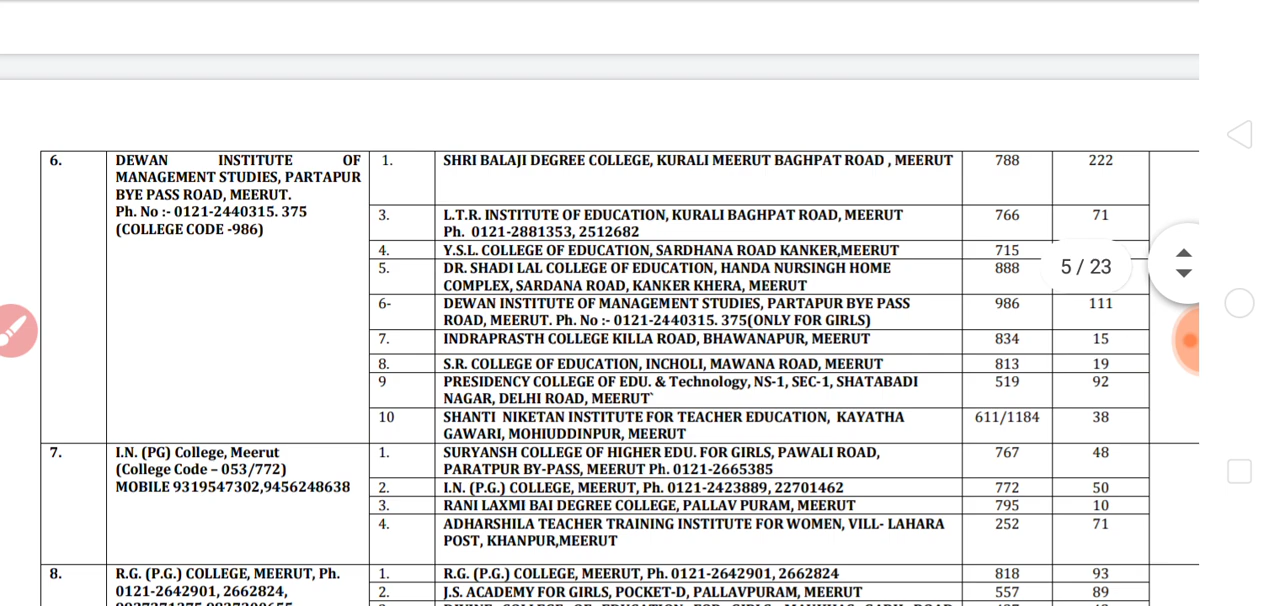 6.
DEWAN INSTITUTE OF
MANAGEMENT STUDIES, PARTAPUR
BYE PASS ROAD, MEERUT.
Ph. No :- 0121-2440315. 375
(COLLEGE CODE -986)
1. SHRI BALAJI DEGREE COLLEGE, KURALI MEERUT BAGHPAT ROAD , MEERUT 788 222
3. L.T.R. INSTITUTE OF EDUCATION, KURALI BAGHPAT ROAD, MEERUT 766 71
Ph. 0121-2881353, 2512682
4. Y.S.L. COLLEGE OF EDUCATION, SARDHANA ROAD KANKER,MEERUT 715
5. DR. SHADI LAL COLLEGE OF EDUCATION, HANDA NURSINGH HOME 888
COMPLEX, SARDANA ROAD, KANKER KHERA, MEERUT
5 / 23
6- DEWAN INSTITUTE OF MANAGEMENT STUDIES, PARTAPUR BYE PASS 986 111
ROAD, MEERUT. Ph. No :- 0121-2440315. 375(ONLY FOR GIRLS)
7. INDRAPRASTH COLLEGE KILLA ROAD, BHAWANAPUR, MEERUT 834 15
8. S.R. COLLEGE OF EDUCATION, INCHOLI, MAWANA ROAD, MEERUT 813 19
9 PRESIDENCY COLLEGE OF EDU. & Technology, NS-1, SEC-1, SHATABADI 519 92
NAGAR, DELHI ROAD, MEERUT`
10 SHANTI NIKETAN INSTITUTE FOR TEACHER EDUCATION, KAYATHA 611/1184 38
GAWARI, MOHIUDDINPUR, MEERUT
7.
I.N. (PG) College, Meerut
(College Code – 053/772)
MOBILE 9319547302,9456248638
1. SURYANSH COLLEGE OF HIGHER EDU. FOR GIRLS, PAWALI ROAD, 767 48
PARATPUR BY-PASS, MEERUT Ph. 0121-2665385
2. I.N. (P.G.) COLLEGE, MEERUT, Ph. 0121-2423889, 22701462 772 50
3. RANI LAXMI BAI DEGREE COLLEGE, PALLAV PURAM, MEERUT 795 10
4. ADHARSHILA TEACHER TRAINING INSTITUTE FOR WOMEN, VILL- LAHARA 252 71
POST, KHANPUR,MEERUT
8.
R.G. (P.G.) COLLEGE, MEERUT, Ph.
0121-2642901, 2662824,
1. R.G. (P.G.) COLLEGE, MEERUT, Ph. 0121-2642901, 2662824 818 93
2. J.S. ACADEMY FOR GIRLS, POCKET-D, PALLAVPURAM, MEERUT 557 89